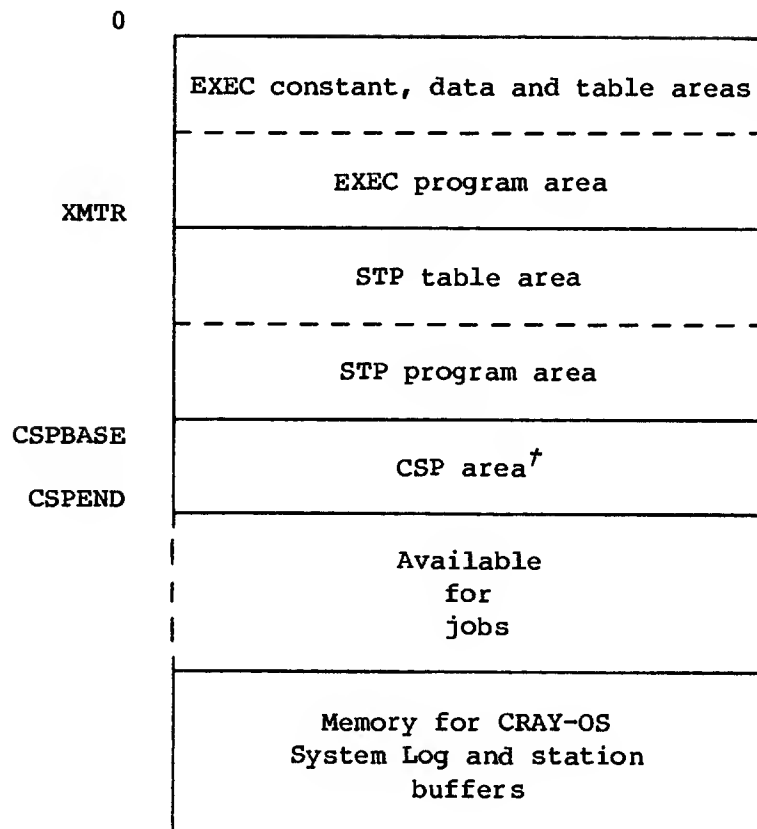 0
EXEC constant, data and table areas
EXEC program area
XMTR
STP table area
STP program area
CSPBASE
CSP area†
CSPEND
Available
for
jobs
Memory for CRAY-OS
System Log and station
buffers